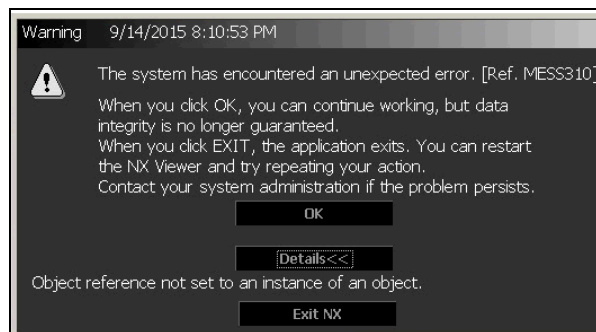 Warning 9/14/2015 8:10:53 PM
The system has encountered an unexpected error. [Ref. MESS310]
When you click OK, you can continue working, but data
integrity is no longer guaranteed.
When you click EXIT, the application exits. You can restart
the NX Viewer and try repeating your action.
Contact your system administration if the problem persists.
OK
Details<<
Object reference not set to an instance of an object.
Exit NX